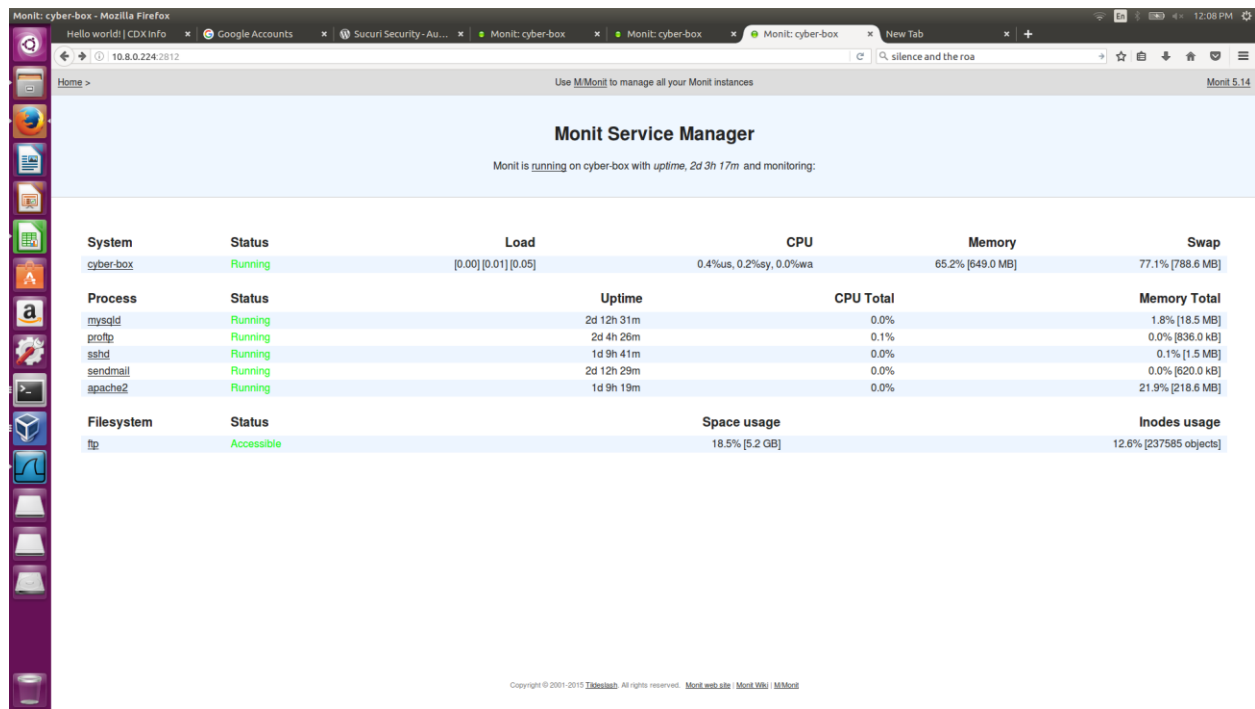 Monit: cyber-box - Mozilla Firefox
En 12:08 PM
Hello world! | CDX Info × Google Accounts × Sucuri Security - Au... × Monit: cyber-box × Monit: cyber-box × Monit: cyber-box × New Tab × +
10.8.0.224:2812 silence and the roa
Home > Use M/Monit to manage all your Monit instances Monit 5.14
Monit Service Manager
Monit is running on cyber-box with uptime, 2d 3h 17m and monitoring:
System Status Load CPU Memory Swap
cyber-box Running [0.00] [0.01] [0.05] 0.4%us, 0.2%sy, 0.0%wa 65.2% [649.0 MB] 77.1% [788.6 MB]
Process Status Uptime CPU Total Memory Total
mysqld Running 2d 12h 31m 0.0% 1.8% [18.5 MB]
proftp Running 2d 4h 26m 0.1% 0.0% [836.0 kB]
sshd Running 1d 9h 41m 0.0% 0.1% [1.5 MB]
sendmail Running 2d 12h 29m 0.0% 0.0% [620.0 kB]
apache2 Running 1d 9h 19m 0.0% 21.9% [218.6 MB]
Filesystem Status Space usage Inodes usage
ftp Accessible 18.5% [5.2 GB] 12.6% [237585 objects]
Copyright © 2001-2015 Tildeslash. All rights reserved. Monit web site | Monit Wiki | M/Monit